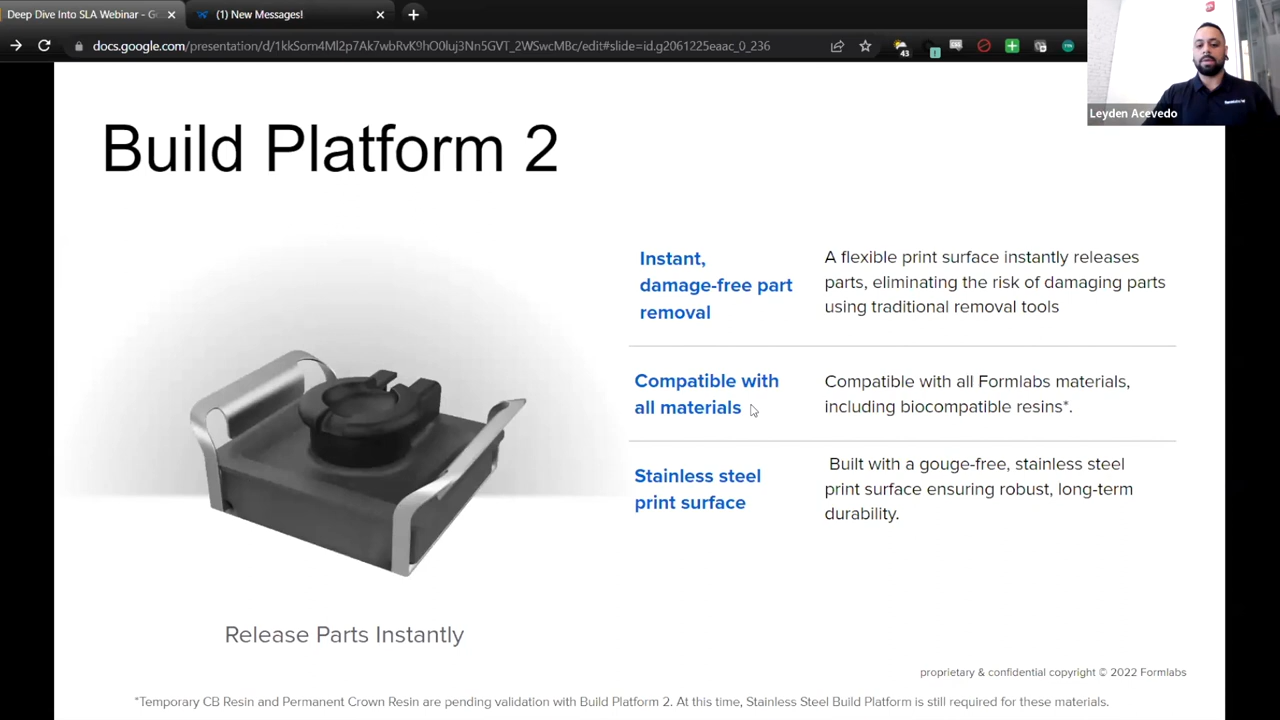 Deep Dive Into SLA Webinar - G
(1) New Messages!
docs.google.com/presentation/d/1kkSorn4Ml2p7Ak7wbRvK9hO0luj3Nn5GVT_2WSwcMBc/edit#slide=id.g2061225eaac_0_236
43
Leyden Acevedo
Build Platform 2
Instant,
damage-free part
removal
A flexible print surface instantly releases
parts, eliminating the risk of damaging parts
using traditional removal tools
Compatible with
all materials
Compatible with all Formlabs materials,
including biocompatible resins*.
Stainless steel
print surface
Built with a gouge-free, stainless steel
print surface ensuring robust, long-term
durability.
Release Parts Instantly
proprietary & confidential copyright © 2022 Formlabs
*Temporary CB Resin and Permanent Crown Resin are pending validation with Build Platform 2. At this time, Stainless Steel Build Platform is still required for these materials.